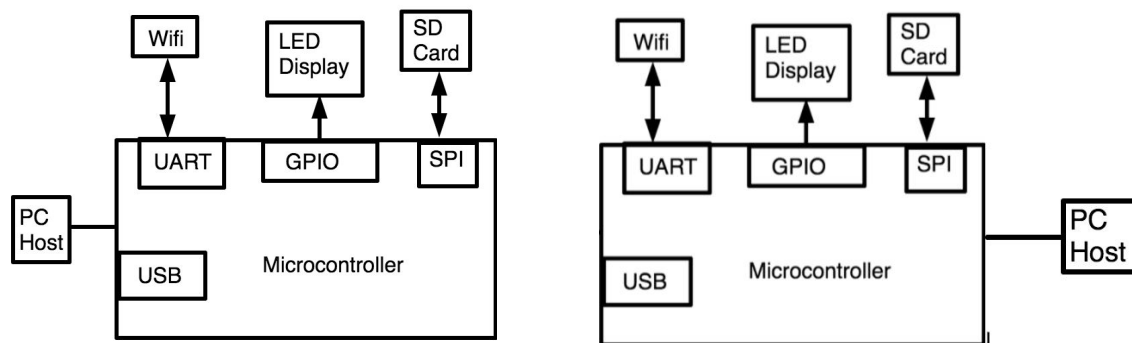 Wifi
LED
Display
SD
Card
UART
GPIO
SPI
PC
Host
USB
Microcontroller
Wifi
LED
Display
SD
Card
UART
GPIO
SPI
PC
Host
USB
Microcontroller